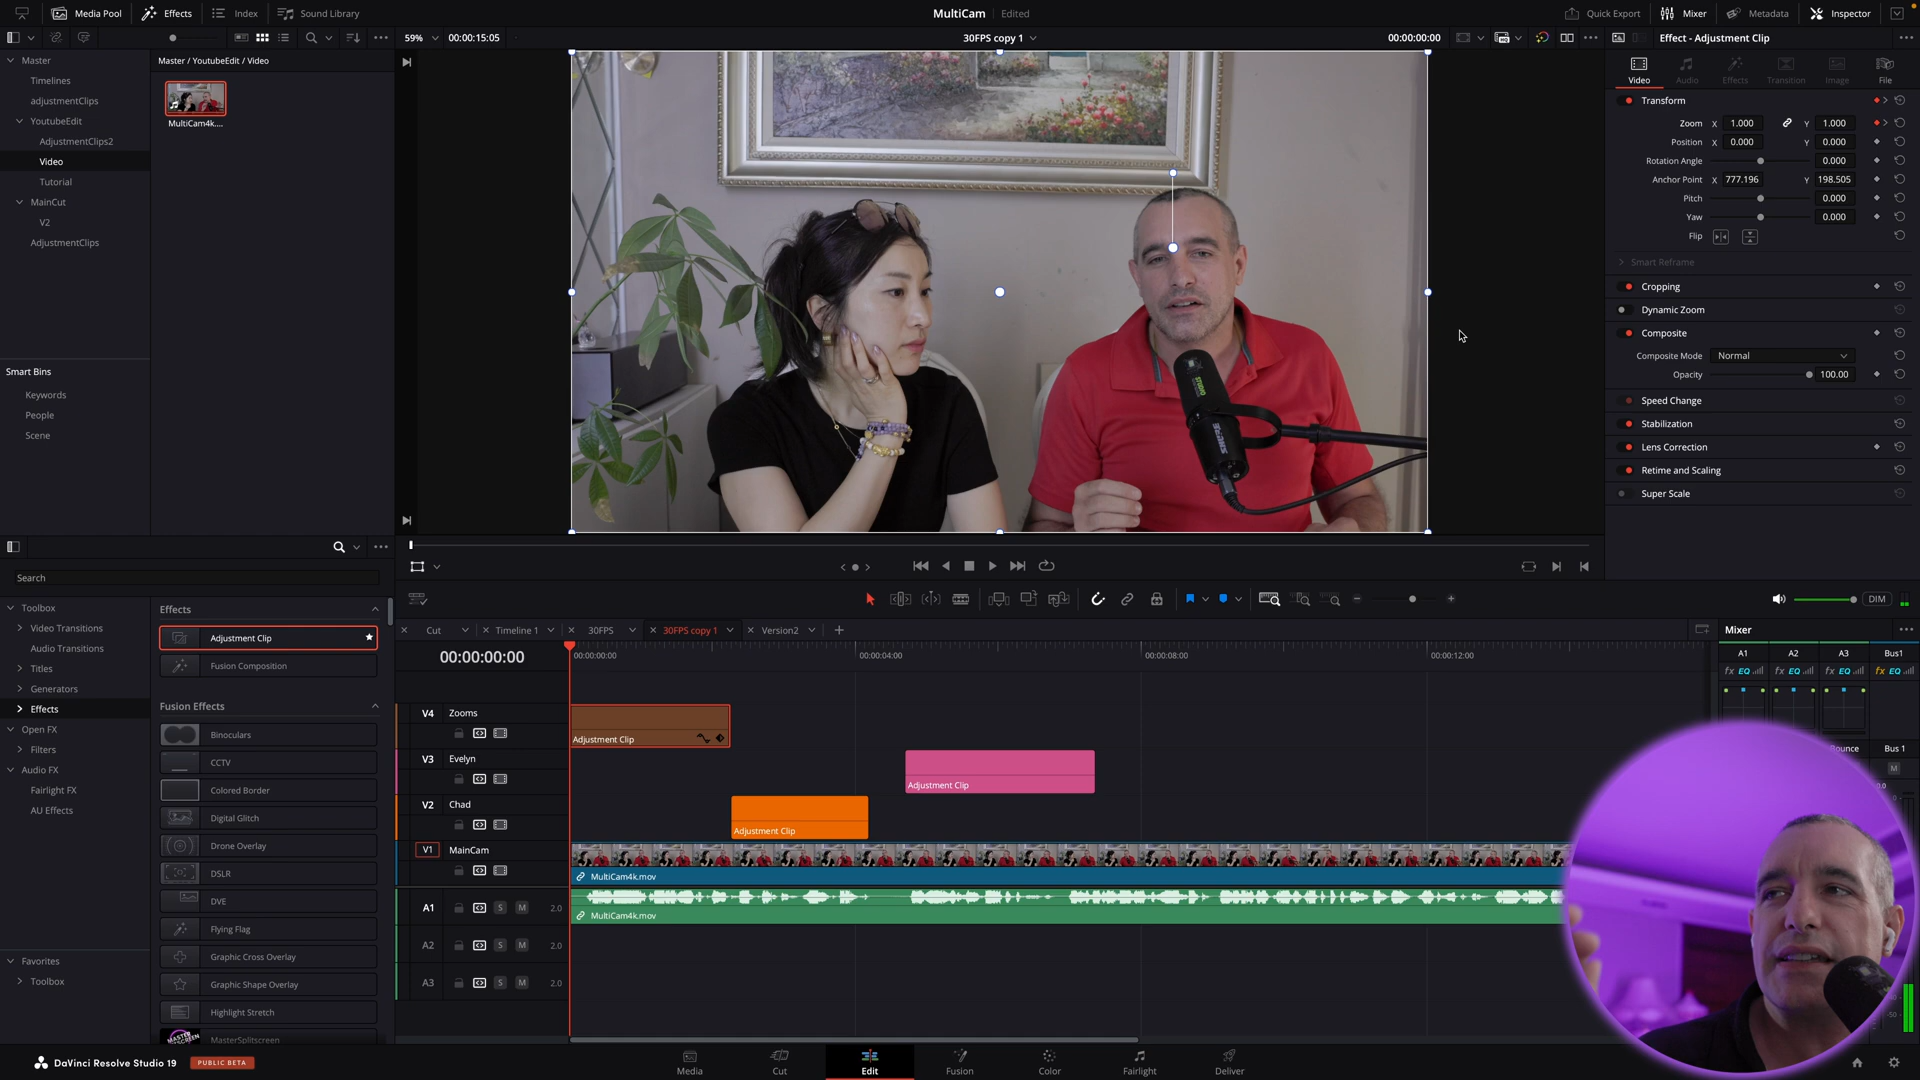 Media Pool
Effects
Index
Sound Library
MultiCam
Edited
Quick Export
Mixer
Metadata
Inspector
59%
00:00:15:05
30FPS copy 1
00:00:00:00
Effect - Adjustment Clip
Master
Timelines
adjustmentClips
YoutubeEdit
AdjustmentClips2
Video
Tutorial
MainCut
V2
AdjustmentClips
Smart Bins
Keywords
People
Scene
Master / YoutubeEdit / Video
MultiCam4k....
Video
Audio
Effects
Transition
Image
File
Transform
Zoom X 1.000 Y 1.000
Position X 0.000 Y 0.000
Rotation Angle 0.000
Anchor Point X 777.196 Y 198.505
Pitch 0.000
Yaw 0.000
Flip
Smart Reframe
Cropping
Dynamic Zoom
Composite
Composite Mode Normal
Opacity 100.00
Speed Change
Stabilization
Lens Correction
Retime and Scaling
Super Scale
Search
Toolbox
Video Transitions
Audio Transitions
Titles
Generators
Effects
Open FX
Filters
Audio FX
Fairlight FX
AU Effects
Favorites
Toolbox
Effects
Adjustment Clip
Fusion Composition
Fusion Effects
Binoculars
CCTV
Colored Border
Digital Glitch
Drone Overlay
DSLR
DVE
Flying Flag
Graphic Cross Overlay
Graphic Shape Overlay
Highlight Stretch
MasterSplitscreen
DIM
Cut
Timeline 1
30FPS
30FPS copy 1
Version2
00:00:00:00
00:00:00:00
00:00:04:00
00:00:08:00
00:00:12:00
V4 Zooms
Adjustment Clip
V3 Evelyn
Adjustment Clip
V2 Chad
Adjustment Clip
V1 MainCam
MultiCam4k.mov
A1 S M 2.0
MultiCam4k.mov
A2 S M 2.0
A3 S M 2.0
Mixer
A1 A2 A3 Bus1
fx EQ fx EQ fx EQ fx EQ
Bounce Bus 1
M
DaVinci Resolve Studio 19
PUBLIC BETA
Media
Cut
Edit
Fusion
Color
Fairlight
Deliver